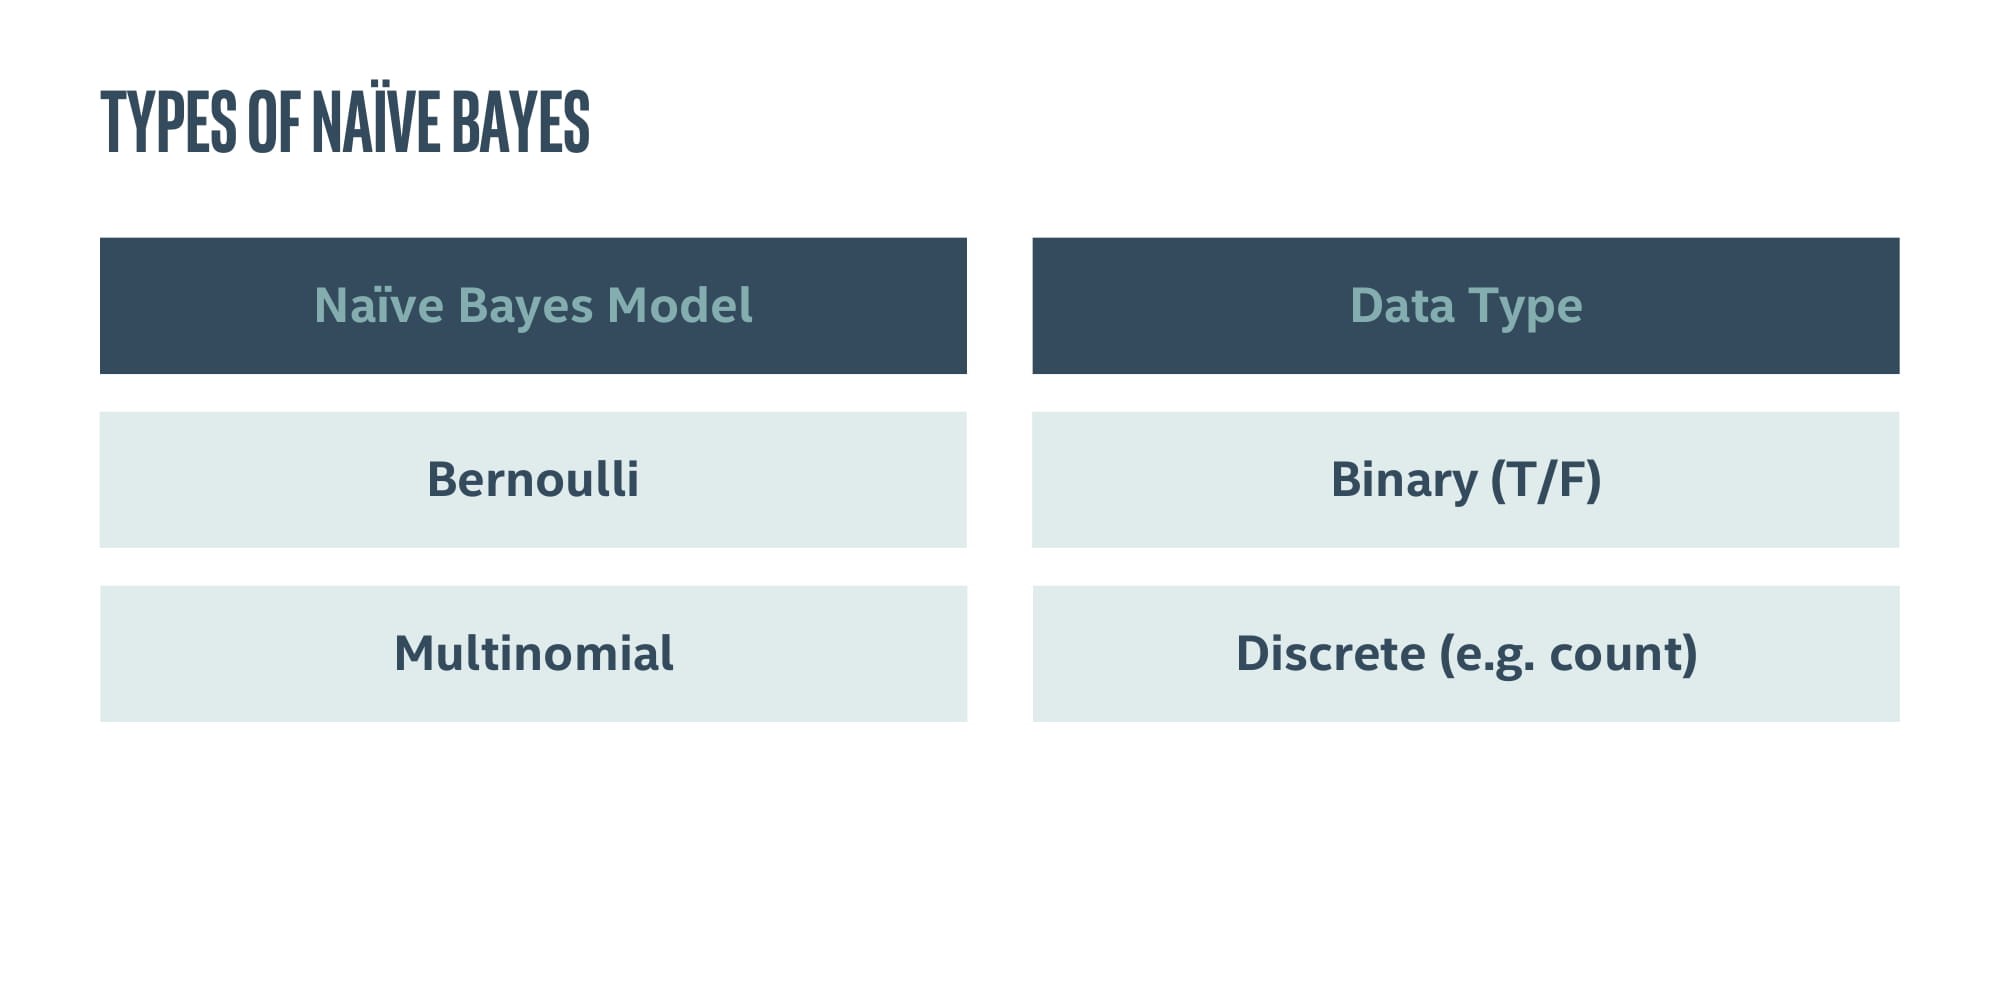 TYPES OF NAÏVE BAYES
Naïve Bayes Model
Data Type
Bernoulli
Binary (T/F)
Multinomial
Discrete (e.g. count)